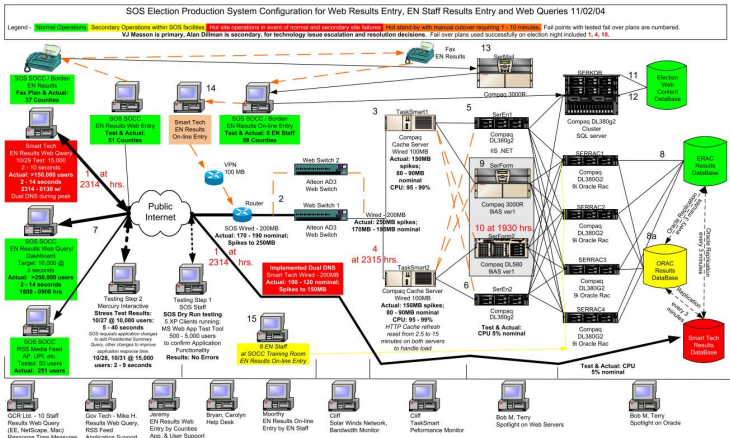 SOS Election Production System Configuration for Web Results Entry, EN Staff Results Entry and Web Queries 11/02/04
Legend - Normal Operations, Secondary Operations within SOS facilities, Hot site operations in event of normal and secondary site failures, Hot stand-by with manual cutover requiring 1 - 10 minutes. Fail points with tested fail over plans are numbered.
VJ Masson is primary, Alan Dillman is secondary, for technology issue escalation and resolution decisions. Fail over plans used successfully on election night included 1, 4, 10.
Fax
EN Results
13
SerMail
Compaq 3000R
SERKDB
11
12
Compaq DL380g2
Cluster
SQL server
Election
Web
Content
DataBase
SOS SOCC / Borden
EN Results
Fax Plan & Actual:
37 Counties
SOS SOCC
EN Results Web Entry
Test & Actual:
51 Counties
14
Smart Tech
EN Results
On-line Entry
SOS SOCC / Borden
EN Results On-line Entry
Test & Actual: 8 EN Staff
88 Counties
3
TaskSmart1
Compaq
Cache Server
Wired 100MB
Actual: 150MB
spikes;
80 - 90MB
nominal
CPU: 95 - 99%
5
SerEn1
Compaq
DL380g2
IIS .NET
9
SerForm
Compaq 3000R
9iAS ver1
10 at 1930 hrs.
SerForm2
Compaq DL580
9iAS ver1
Smart Tech
EN Results Web Query
10/29 Test: 15,000
2 - 10 seconds
Actual: >150,000 users
2 - 14 seconds
2314 - 0130 w/
Dual DNS during peak
1 at
2314 hrs.
VPN
100 MB
Web Switch 2
Alteon AD3
Web Switch
2
Web Switch 1
Alteon AD3
Web Switch
Router
Public
Internet
SOS Wired - 200MB
Actual: 170 - 190 nominal;
Spikes to 250MB
Wired - 200MB
Actual: 250MB spikes;
170MB - 195MB nominal
SERRAC1
Compaq
DL380G2
9i Oracle Rac
SERRAC2
Compaq
DL380G2
9i Oracle Rac
SERRAC3
Compaq
DL380G2
9i Oracle Rac
SERRAC4
Compaq
DL380G2
9i Oracle Rac
8
ERAC
Results
DataBase
Oracle Replication
every 3 minutes
8a
ORAC
Results
DataBase
Oracle Replication
every 3 minutes
Replication
every 3
minutes
Smart Tech
Results
DataBase
7
SOS SOCC
EN Results Web Query/
Dashboard
Target: 10,000 @
5 seconds
Actual: >250,000 users
2 - 14 seconds
1800 - 0900 hrs
1 at
2314 hrs.
4
at 2315 hrs.
Implemented Dual DNS
Smart Tech Wired - 200MB
Actual: 100 - 120 nominal;
Spikes to 150MB
TaskSmart2
Compaq Cache Server
Wired 100MB
Actual: 150MB spikes;
80 - 90MB nominal
CPU: 95 - 99%
HTTP Cache refresh
reset from 2.5 to 15
minutes on both servers
to handle load
6
SerEn2
Compaq
DL380g2
Test & Actual:
CPU 5% nominal
Testing Step 2
Mercury Interactive
Stress Test Results:
10/27 @ 10,000 users:
5 - 40 seconds
SOS requests application changes
to add Presidential Summary
Query, other changes to improve
application response time
10/28, 10/31 @ 15,000
users: 2 - 9 seconds
Testing Step 1
SOS Staff
SOS Dry Run testing
5 XP Clients running
MS Web App Test Tool
500 - 5,000 users
to confirm Application
Functionality
Results: No Errors
15
8 EN Staff
at SOCC Training Room
EN Results On-line Entry
SOS SOCC
RSS Media Feed
AP, UPI, etc.
Tested: 50 users
Actual: 251 users
Test & Actual: CPU
5% nominal
GCR Ltd. - 10 Staff
Results Web Query
(EE, NetScape, Mac)
Response Time Measures
Gov Tech - Mike H.
Results Web Query,
RSS Feed
Application Support
Jeremy
EN Results Web
Entry by Counties
App. & User Support
Bryan, Carolyn
Help Desk
Moorthy
EN Results On-line
Entry by EN Staff
Cliff
Solar Winds Network,
Bandwidth Monitor
Cliff
TaskSmart
Peformance Monitor
Bob M, Terry
Spotlight on Web Servers
Bob M, Terry
Spotlight on Oracle